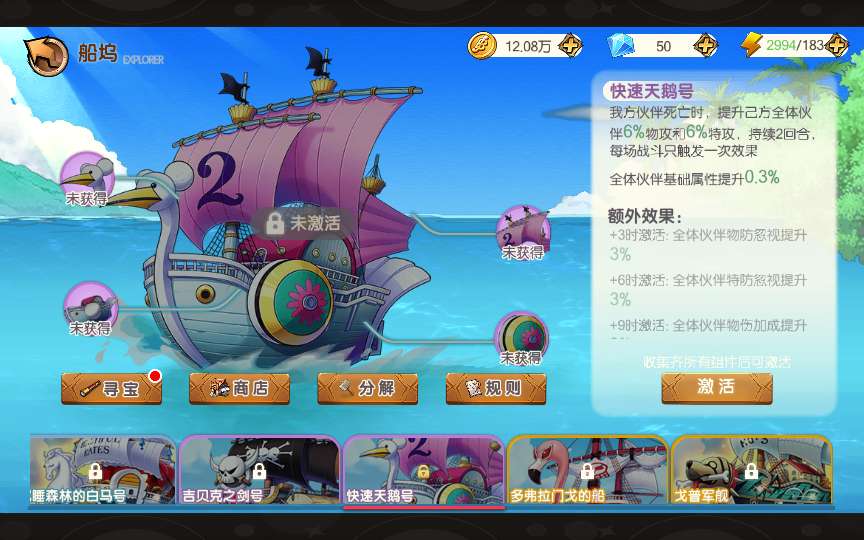 船坞
EXPLORER
12.08万
50
2994/183
快速天鹅号
我方伙伴死亡时，提升己方全体伙
伴6%物攻和6%特攻，持续2回合，
每场战斗只触发一次效果
全体伙伴基础属性提升0.3%
额外效果：
+3时激活: 全体伙伴物防忽视提升
3%
+6时激活: 全体伙伴特防忽视提升
3%
+9时激活: 全体伙伴物伤加成提升
收集齐所有组件后可激活
激活
2
未激活
未获得
未获得
未获得
未获得
寻宝
商店
分解
规则
睡森林的白马号
吉贝克之剑号
快速天鹅号
多弗拉门戈的船
戈普军舰